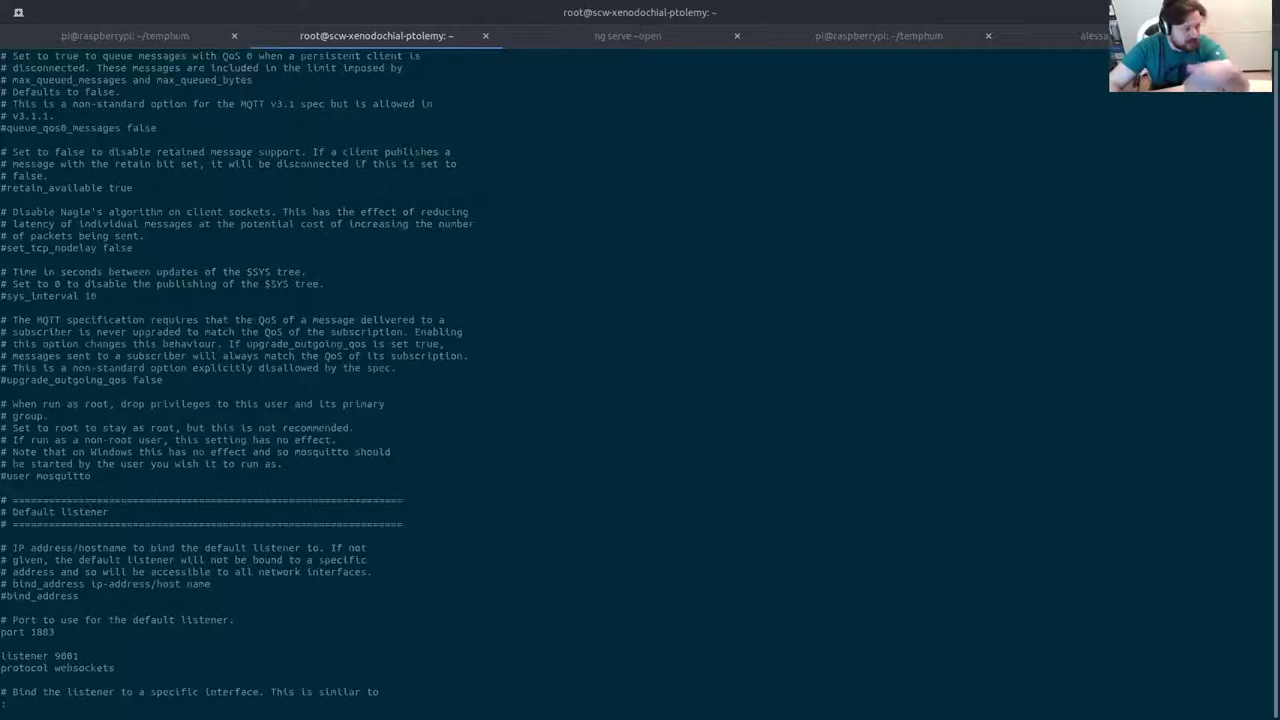 root@scw-xenodochial-ptolemy: ~
pi@raspberrypi: ~/temphum
root@scw-xenodochial-ptolemy: ~
ng serve --open
pi@raspberrypi: ~
alessa
# Set to true to queue messages with QoS 0 when a persistent client is
# disconnected. These messages are included in the limit imposed by
# max_queued_messages and max_queued_bytes
# Defaults to false.
# This is a non-standard option for the MQTT v3.1 spec but is allowed in
# v3.1.1.
#queue_qos0_messages false
# Set to false to disable retained message support. If a client publishes a
# message with the retain bit set, it will be disconnected if this is set to
# false.
#retain_available true
# Disable Nagle's algorithm on client sockets. This has the effect of reducing
# latency of individual messages at the potential cost of increasing the number
# of packets being sent.
#set_tcp_nodelay false
# Time in seconds between updates of the $SYS tree.
# Set to 0 to disable the publishing of the $SYS tree.
#sys_interval 10
# The MQTT specification requires that the QoS of a message delivered to a
# subscriber is never upgraded to match the QoS of the subscription. Enabling
# this option changes this behaviour. If upgrade_outgoing_qos is set true,
# messages sent to a subscriber will always match the QoS of its subscription.
# This is a non-standard option explicitly disallowed by the spec.
#upgrade_outgoing_qos false
# When run as root, drop privileges to this user and its primary
# group.
# Set to root to stay as root, but this is not recommended.
# If run as a non-root user, this setting has no effect.
# Note that on Windows this has no effect and so mosquitto should
# be started by the user you wish it to run as.
#user mosquitto
# =================================================================
# Default listener
# =================================================================
# IP address/hostname to bind the default listener to. If not
# given, the default listener will not be bound to a specific
# address and so will be accessible to all network interfaces.
# bind_address ip-address/host name
#bind_address
# Port to use for the default listener.
port 1883
listener 9001
protocol websockets
# Bind the listener to a specific interface. This is similar to
: